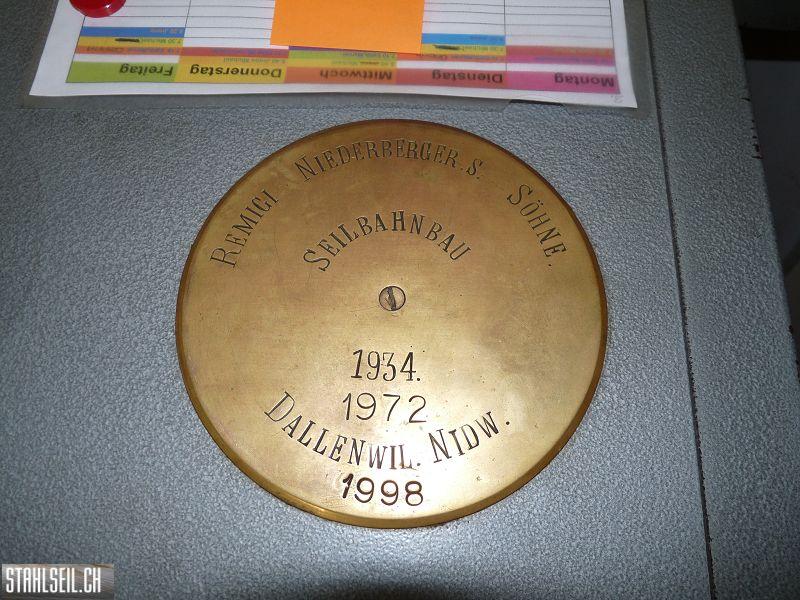 REMIGI NIEDERBERGER.S. SÖHNE.
SEILBAHNBAU
1934.
1972
DALLENWIL. NIDW.
1998
Montag Dienstag Mittwoch Donnerstag Freitag
STAHLSEIL.CH